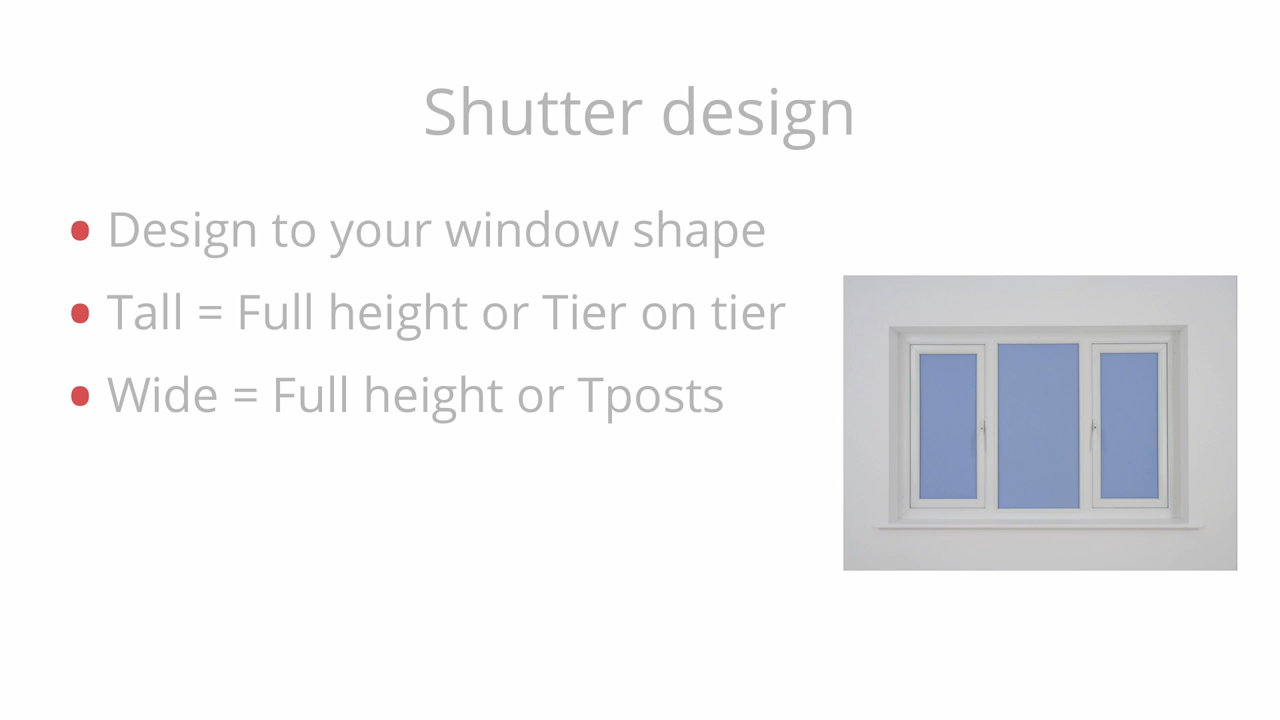 Shutter design
• Design to your window shape
• Tall = Full height or Tier on tier
• Wide = Full height or Tposts